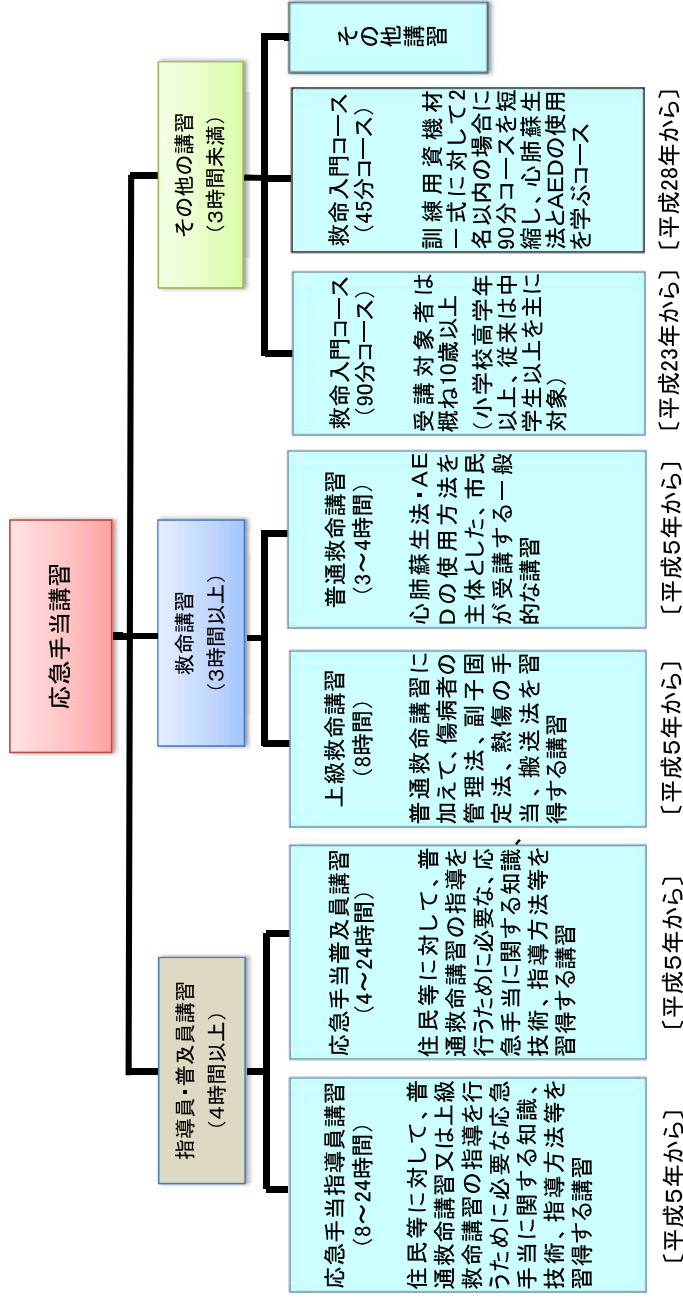 応急手当講習
指導員・普及員講習
（４時間以上）
救命講習
（３時間以上）
その他の講習
（３時間未満）
応急手当指導員講習
（8～24時間）
住民等に対して、普
通救命講習又は上級
救命講習の指導を行
うために必要な応急
手当に関する知識、
技術、指導方法等を
習得する講習
［平成５年から］
応急手当普及員講習
（4～24時間）
住民等に対して、普
通救命講習の指導を
行うために必要な、応
急手当に関する知識、
技術、指導方法等を
習得する講習
［平成５年から］
上級救命講習
（8時間）
普通救命講習に
加えて、傷病者の
管理法、副子固
定法、熱傷の手
当、搬送法を習
得する講習
［平成５年から］
普通救命講習
（3～4時間）
心肺蘇生法・ＡＥ
Ｄの使用方法を
主体とした、市民
が受講する一般
的な講習
［平成５年から］
救命入門コース
（90分コース）
受講対象者は
概ね10歳以上
（小学校高学年
以上、従来は中
学生以上を主に
対象）
［平成23年から］
救命入門コース
（45分コース）
訓練用資機材
一式に対して２
名以内の場合に
90分コースを短
縮し、心肺蘇生
法とAEDの使用
を学ぶコース
［平成28年から］
その他
講習